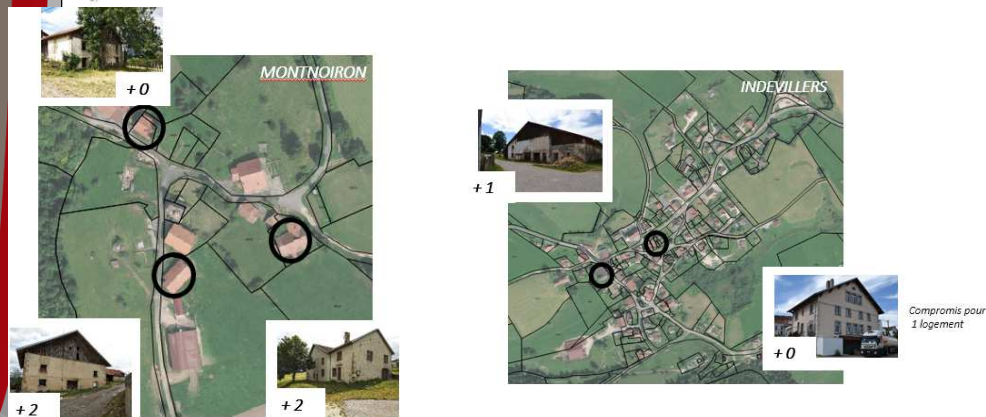 + 0
MONTNOIRON
+ 2
+ 2
INDEVILLERS
+ 1
+ 0
Compromis pour
1 logement